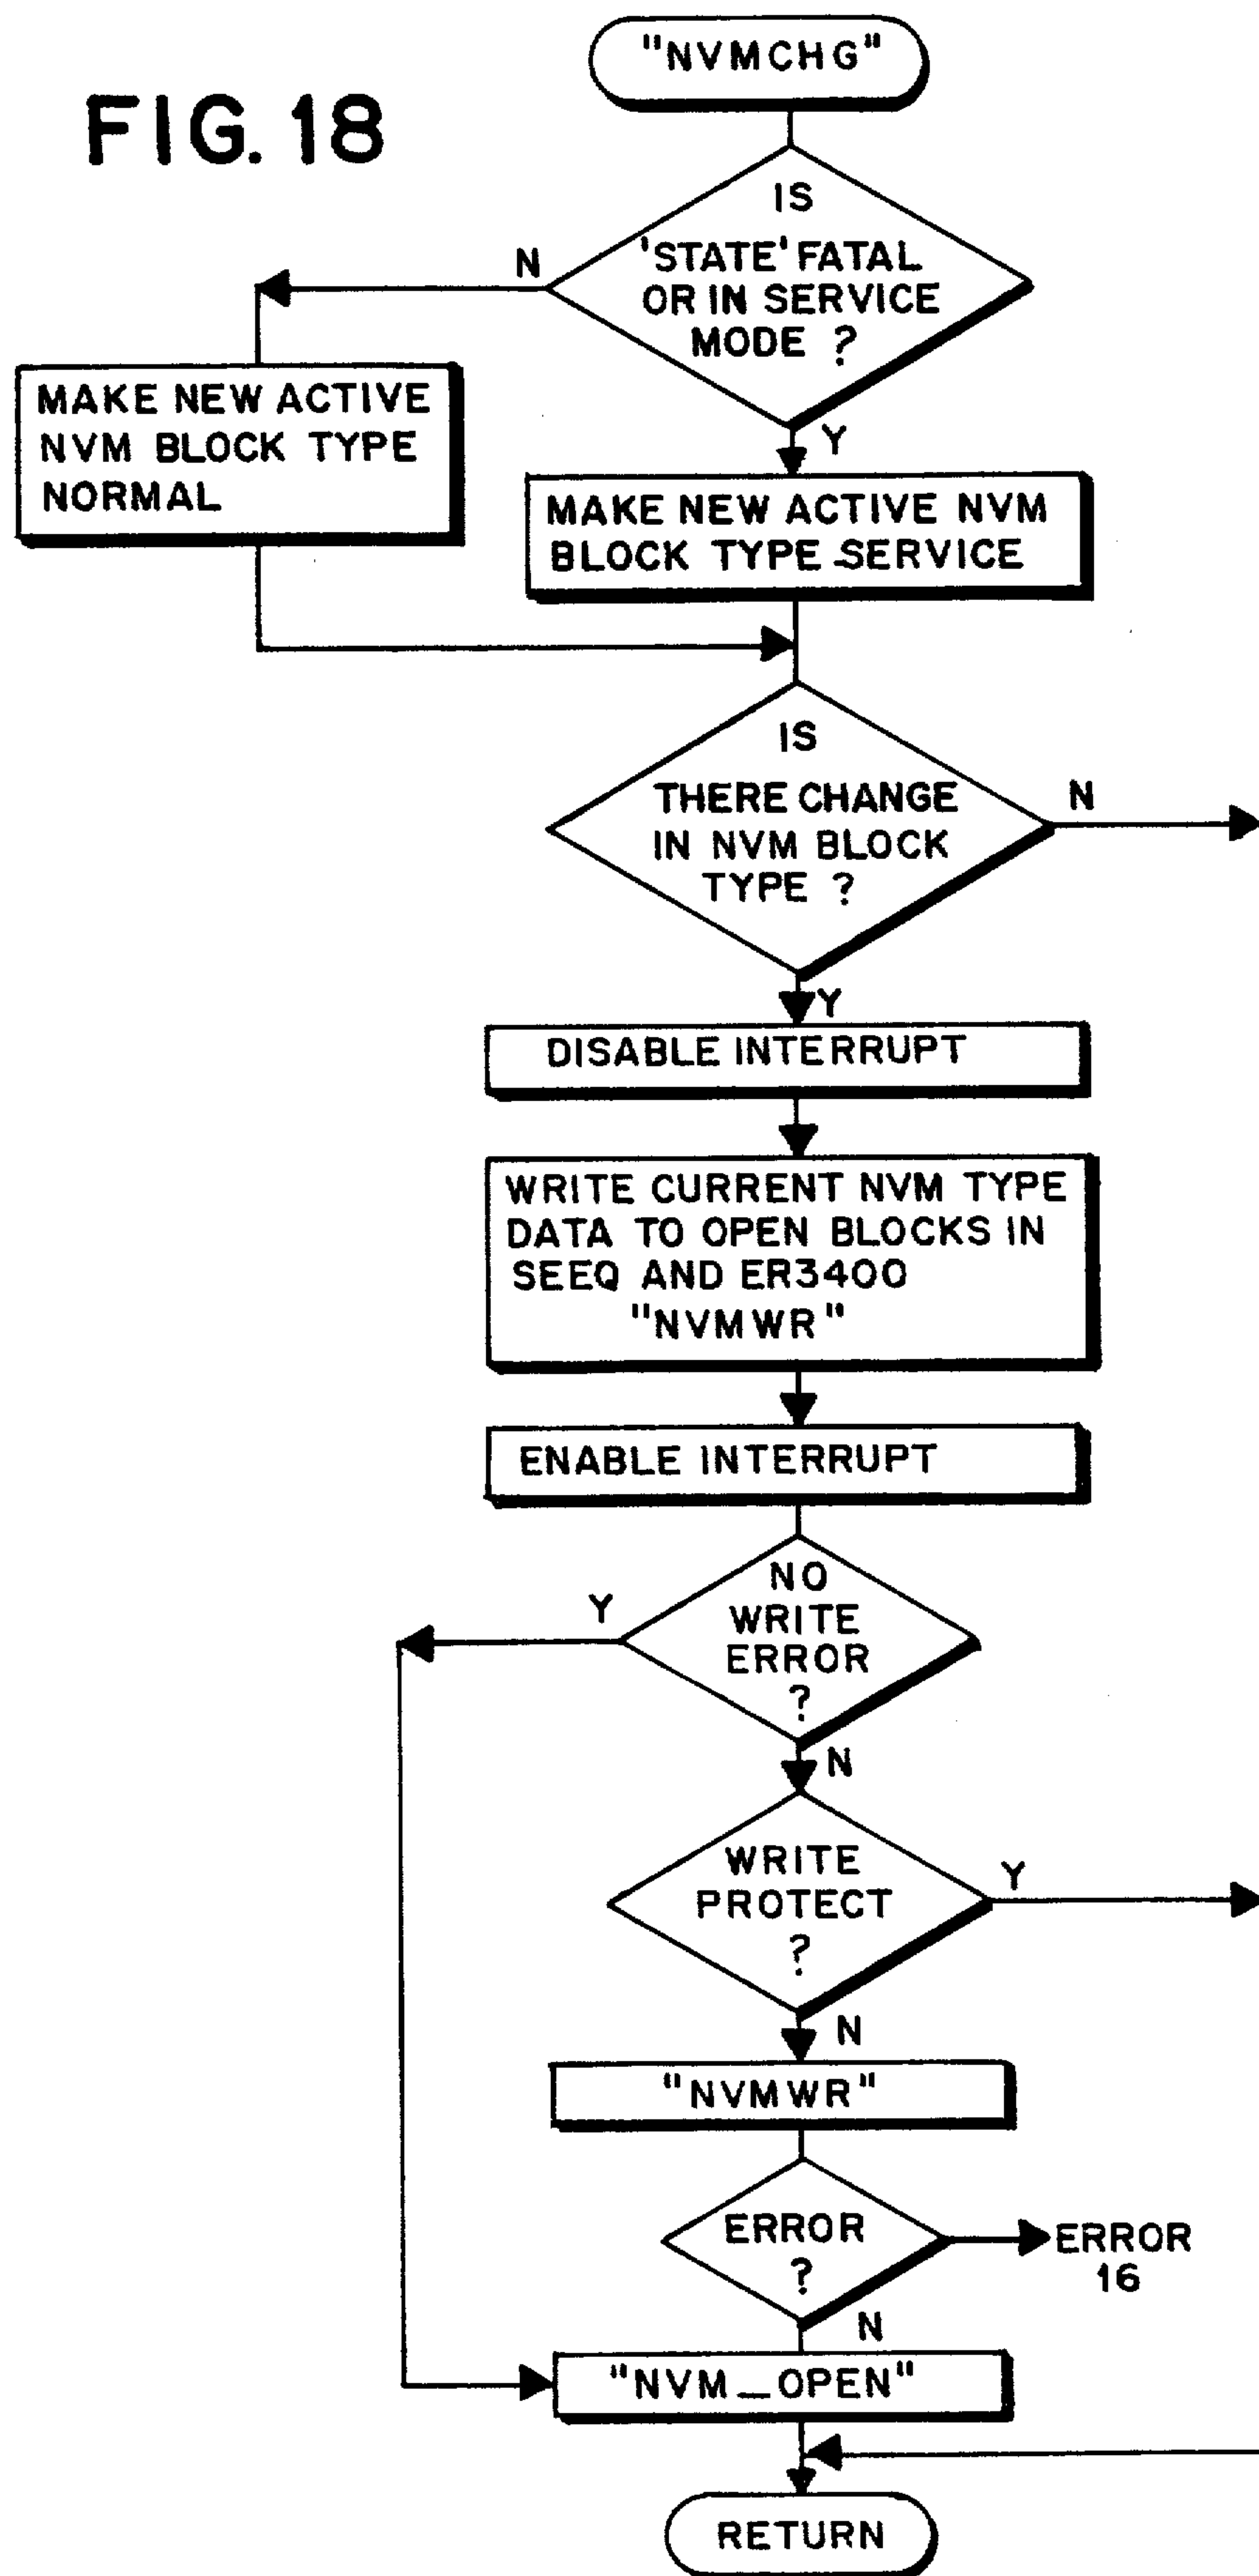 "NVMCHG"
FIG. 18
IS
'STATE' FATAL
OR IN SERVICE
MODE ?
N
MAKE NEW ACTIVE
NVM BLOCK TYPE
NORMAL
Y
MAKE NEW ACTIVE NVM
BLOCK TYPE SERVICE
IS
THERE CHANGE
IN NVM BLOCK
TYPE ?
N
Y
DISABLE INTERRUPT
WRITE CURRENT NVM TYPE
DATA TO OPEN BLOCKS IN
SEEQ AND ER3400
"NVMWR"
ENABLE INTERRUPT
NO
WRITE
ERROR
?
Y
N
WRITE
PROTECT
?
Y
N
"NVMWR"
ERROR
?
ERROR
16
N
"NVM_OPEN"
RETURN